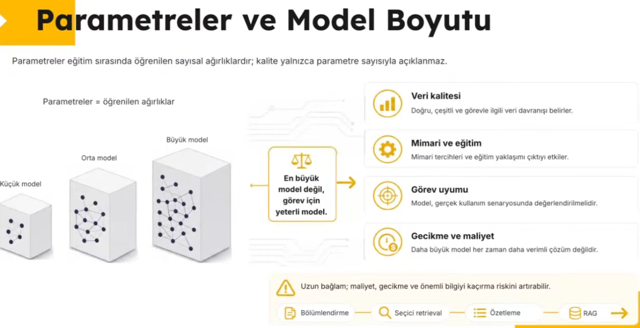 Parametreler ve Model Boyutu
Parametreler eğitim sırasında öğrenilen sayısal ağırlıklardır; kalite yalnızca parametre sayısıyla açıklanmaz.
Parametreler = öğrenilen ağırlıklar
Küçük model
Orta model
Büyük model
En büyük
model değil,
görev için
yeterli model.
Veri kalitesi
Doğru, çeşitli ve görevle ilgili veri davranışı belirler.
Mimari ve eğitim
Mimari tercihleri ve eğitim yaklaşımı çıktıyı etkiler.
Görev uyumu
Model, gerçek kullanım senaryosunda değerlendirilmelidir.
Gecikme ve maliyet
Daha büyük model her zaman daha verimli çözüm değildir.
Uzun bağlam; maliyet, gecikme ve önemli bilgiyi kaçırma riskini artırabilir.
Bölümlendirme
Seçici retrieval
Özetleme
RAG